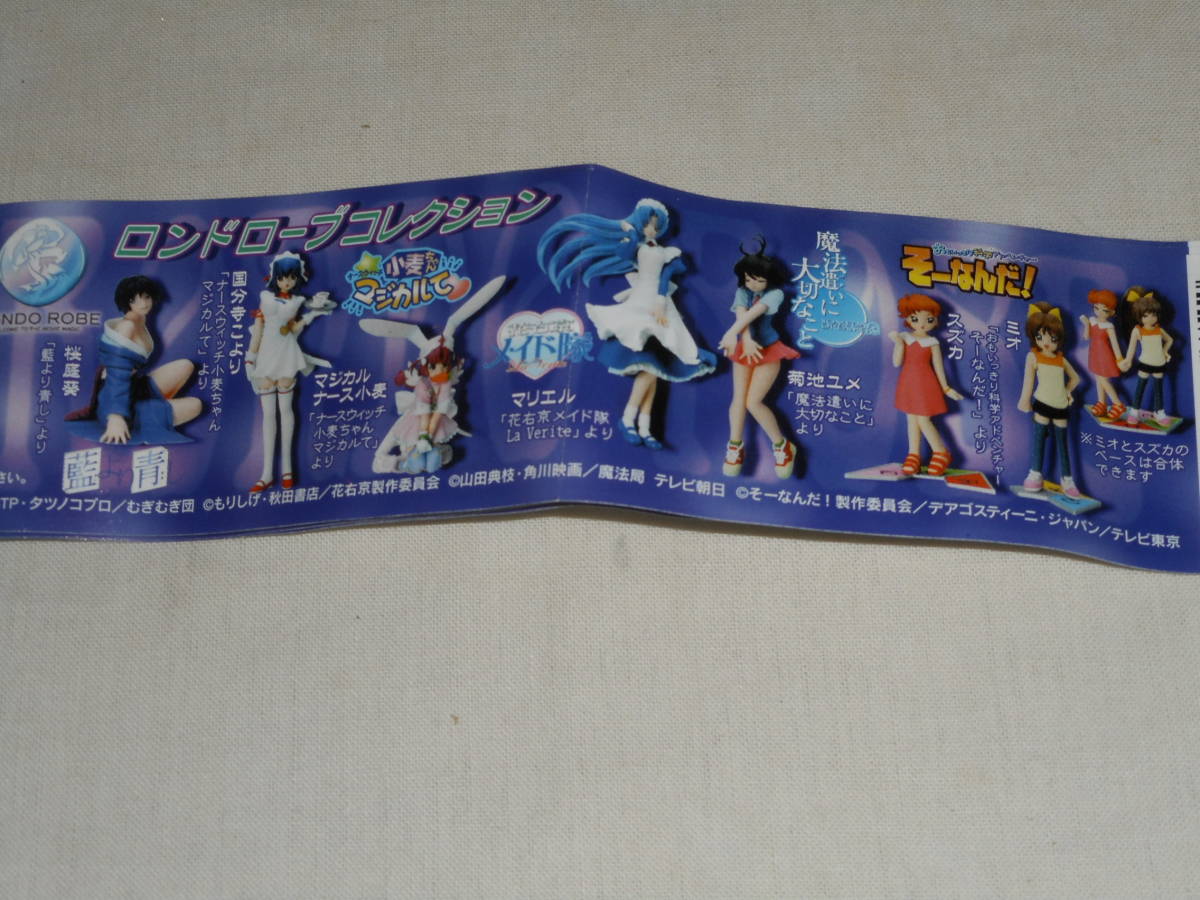 ロンドローブコレクション
NDO ROBE
桜庭葵
「藍より青し」より
藍 青
国分寺こより
「ナースウィッチ小麦ちゃん
マジカルて」より
小麦ちゃん
マジカルて
マジカル
ナース小麦
「ナースウィッチ
小麦ちゃん
マジカルて」
より
メイド隊
マリエル
「花右京メイド隊
La Verite」より
魔法遣いに
大切なこと
菊池ユメ
「魔法遣いに
大切なこと」
より
そーなんだ!
スズカ
ミオ
「おもいっきり科学アドベンチャー
そーなんだ!」より
※ミオとスズカの
ベースは合体
できます
さい。
TP・タツノコプロ／むぎむぎ団 ©もりしげ・秋田書店／花右京製作委員会 ©山田典枝・角川映画／魔法局 テレビ朝日 ©そーなんだ！製作委員会／デアゴスティーニ・ジャパン／テレビ東京